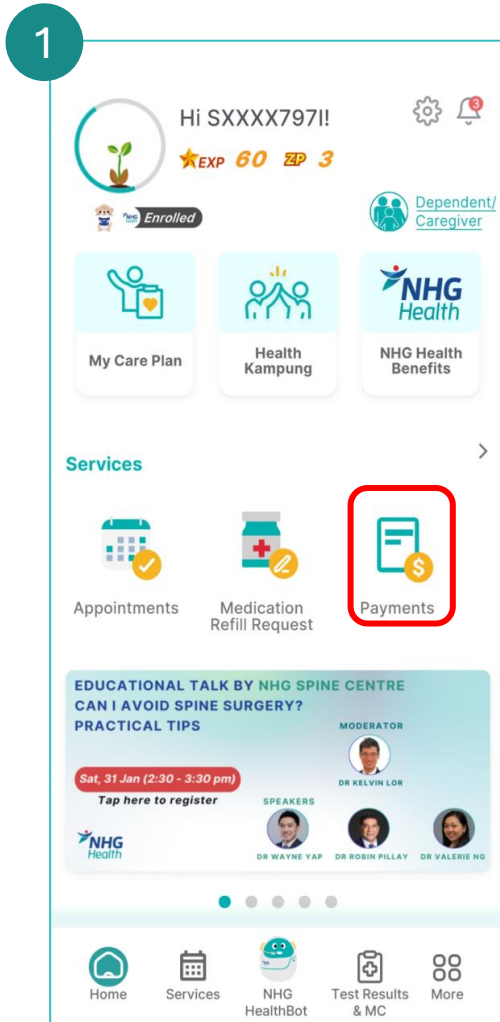 1
Hi SXXXX797I!
3
EXP 60 ZP 3
NHG Health Enrolled
Dependent/
Caregiver
NHG
Health
My Care Plan
Health
Kampung
NHG Health
Benefits
Services
Appointments
Medication
Refill Request
Payments
EDUCATIONAL TALK BY NHG SPINE CENTRE
CAN I AVOID SPINE SURGERY?
PRACTICAL TIPS
MODERATOR
DR KELVIN LOR
Sat, 31 Jan (2:30 - 3:30 pm)
Tap here to register
SPEAKERS
NHG
Health
DR WAYNE YAP
DR ROBIN PILLAY
DR VALERIE NG
Home
Services
NHG
HealthBot
Test Results
& MC
More